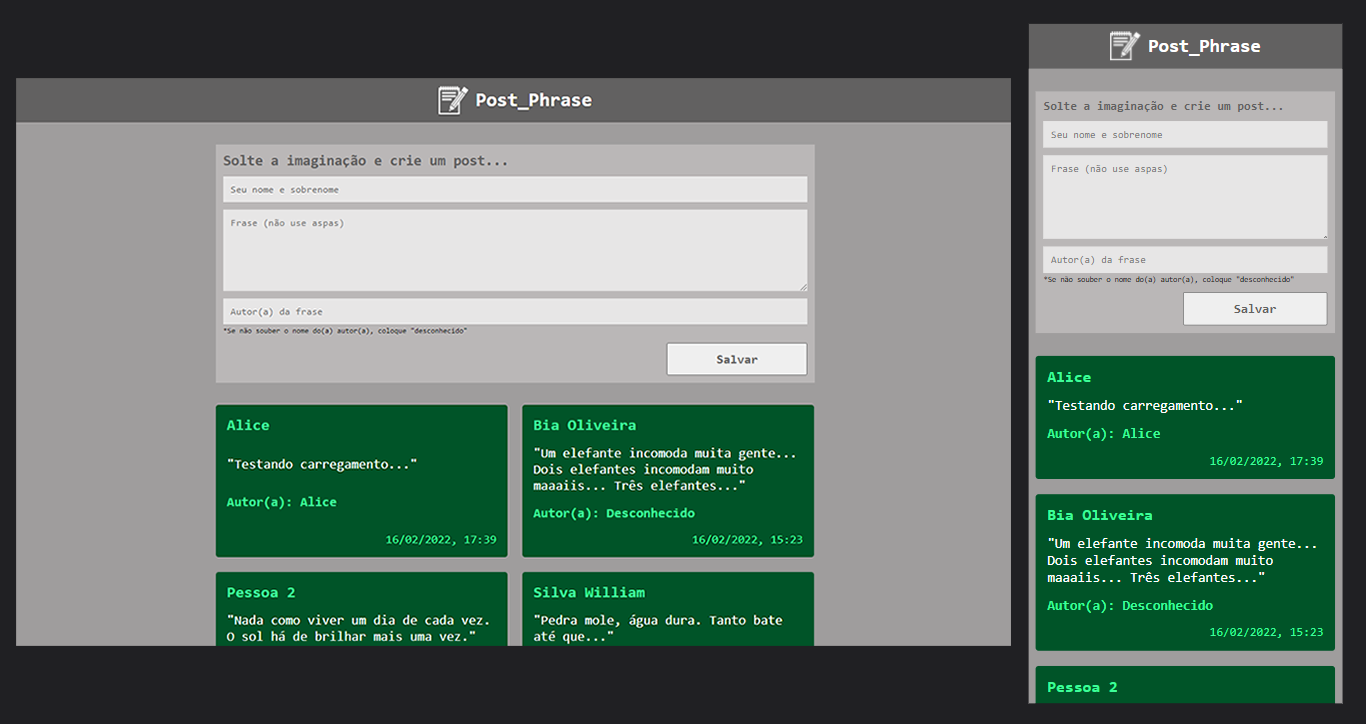 Post_Phrase
Solte a imaginação e crie um post...
Seu nome e sobrenome
Frase (não use aspas)
Autor(a) da frase
*Se não souber o nome do(a) autor(a), coloque "desconhecido"
Salvar
Alice
"Testando carregamento..."
Autor(a): Alice
16/02/2022, 17:39
Bia Oliveira
"Um elefante incomoda muita gente...
Dois elefantes incomodam muito
maaaiis... Três elefantes..."
Autor(a): Desconhecido
16/02/2022, 15:23
Pessoa 2
"Nada como viver um dia de cada vez.
O sol há de brilhar mais uma vez."
Silva William
"Pedra mole, água dura. Tanto bate
até que..."
Post_Phrase
Solte a imaginação e crie um post...
Seu nome e sobrenome
Frase (não use aspas)
Autor(a) da frase
*Se não souber o nome do(a) autor(a), coloque "desconhecido"
Salvar
Alice
"Testando carregamento..."
Autor(a): Alice
16/02/2022, 17:39
Bia Oliveira
"Um elefante incomoda muita gente...
Dois elefantes incomodam muito
maaaiis... Três elefantes..."
Autor(a): Desconhecido
16/02/2022, 15:23
Pessoa 2